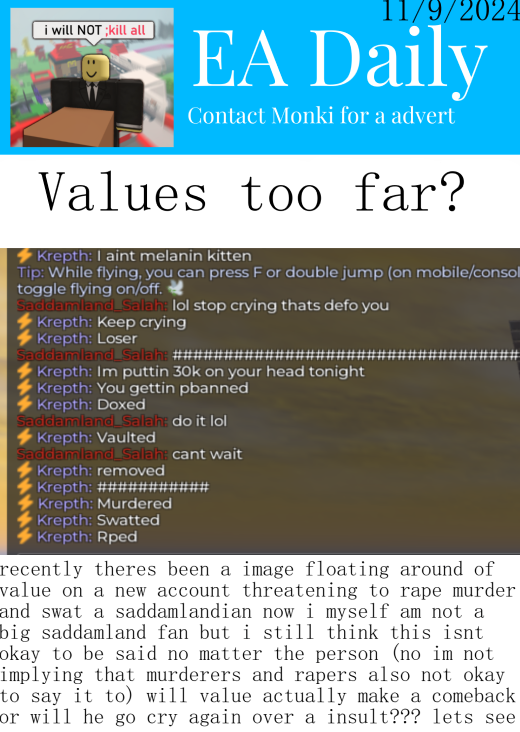 11/9/2024
i will NOT ;kill all
EA Daily
Contact Monki for a advert
Values too far?
Krepth: I aint melanin kitten
Tip: While flying, you can press F or double jump (on mobile/consol
toggle flying on/off.
Saddamland_Salah: lol stop crying thats defo you
Krepth: Keep crying
Krepth: Loser
Saddamland_Salah: ####################################
Krepth: Im puttin 30k on your head tonight
Krepth: You gettin pbanned
Krepth: Doxed
Saddamland_Salah: do it lol
Krepth: Vaulted
Saddamland_Salah: cant wait
Krepth: removed
Krepth: ###########
Krepth: Murdered
Krepth: Swatted
Krepth: Rped
recently theres been a image floating around of
value on a new account threatening to rape murder
and swat a saddamlandian now i myself am not a
big saddamland fan but i still think this isnt
okay to be said no matter the person (no im not
implying that murderers and rapers also not okay
to say it to) will value actually make a comeback
or will he go cry again over a insult??? lets see